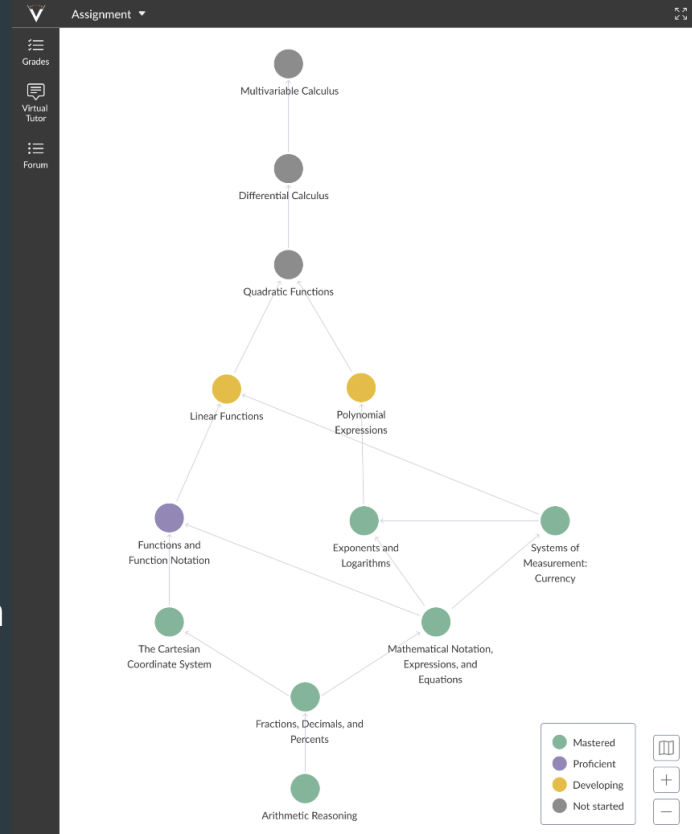 Assignment
Grades
Virtual
Tutor
Forum
Multivariable Calculus
Differential Calculus
Quadratic Functions
Linear Functions
Polynomial
Expressions
Functions and
Function Notation
Exponents and
Logarithms
Systems of
Measurement:
Currency
The Cartesian
Coordinate System
Mathematical Notation,
Expressions, and
Equations
Fractions, Decimals, and
Percents
Arithmetic Reasoning
Mastered
Proficient
Developing
Not started